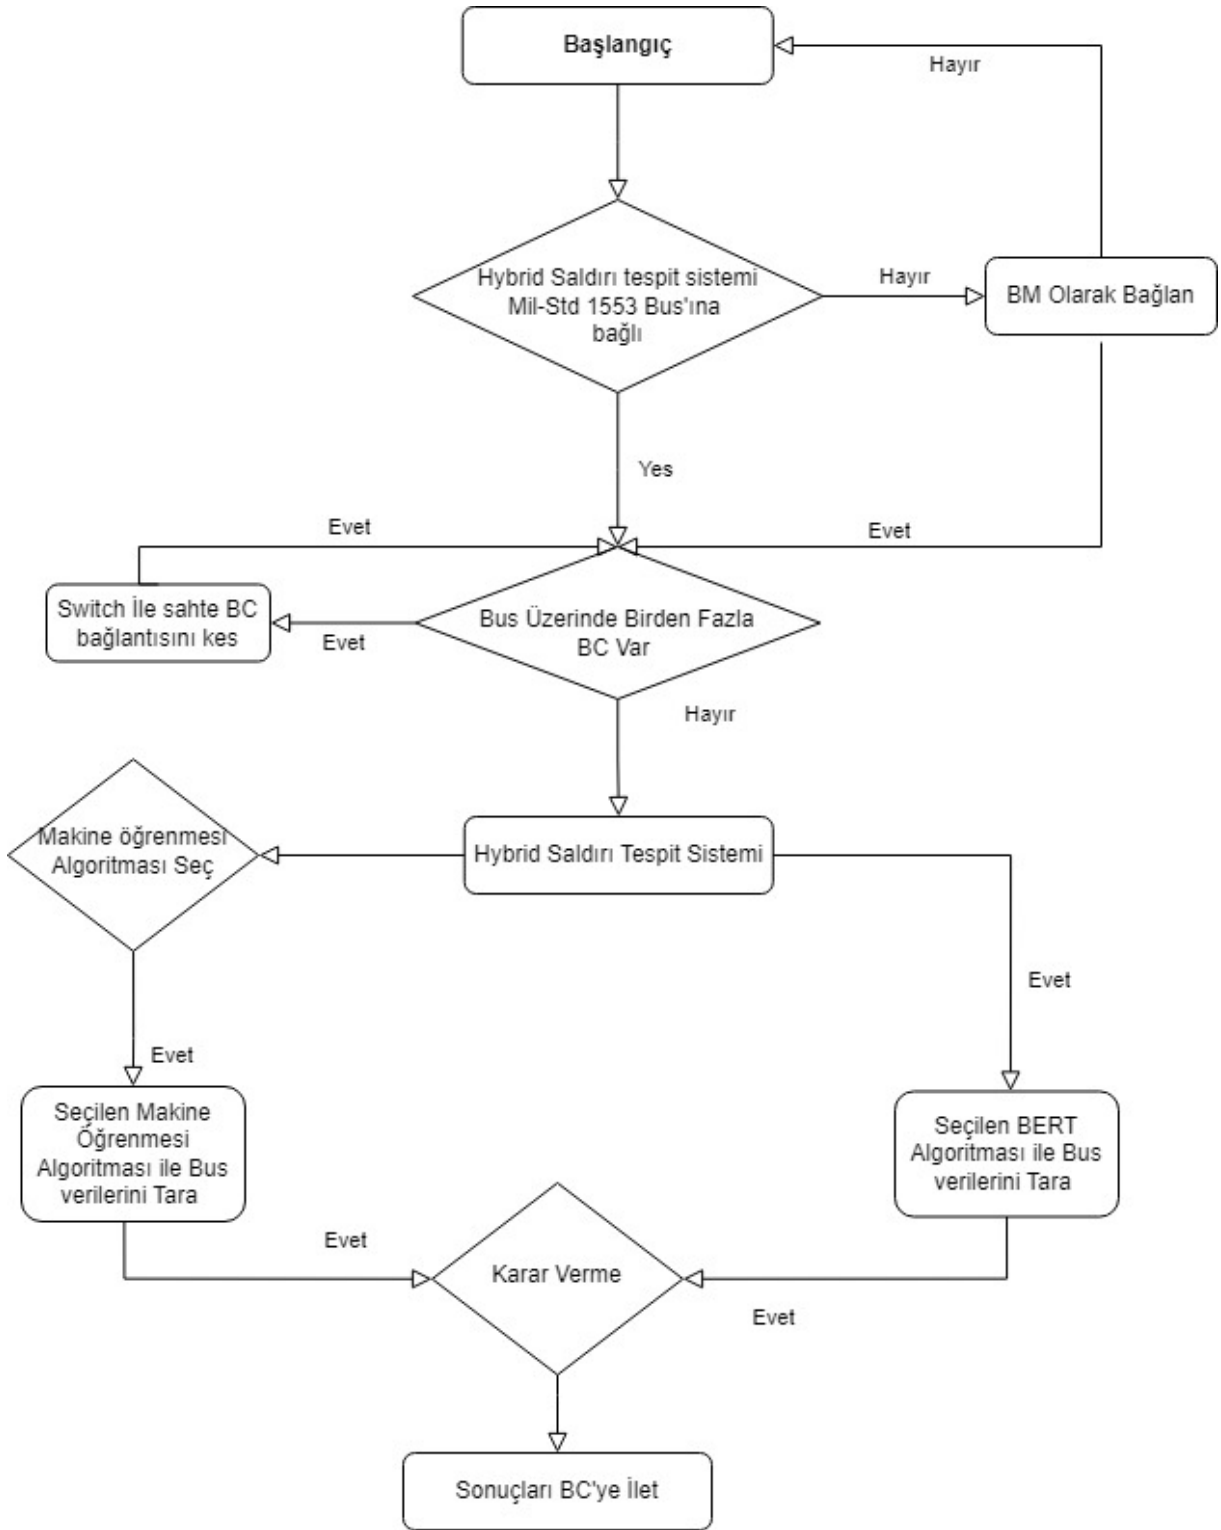 Başlangıç
Hayır
Hybrid Saldırı tespit sistemi
Mil-Std 1553 Bus'ına
bağlı
Hayır
BM Olarak Bağlan
Yes
Evet
Evet
Switch İle sahte BC
bağlantısını kes
Evet
Bus Üzerinde Birden Fazla
BC Var
Hayır
Makine öğrenmesi
Algoritması Seç
Hybrid Saldırı Tespit Sistemi
Evet
Evet
Seçilen Makine
Öğrenmesi
Algoritması ile Bus
verilerini Tara
Seçilen BERT
Algoritması ile Bus
verilerini Tara
Evet
Karar Verme
Evet
Sonuçları BC'ye İlet